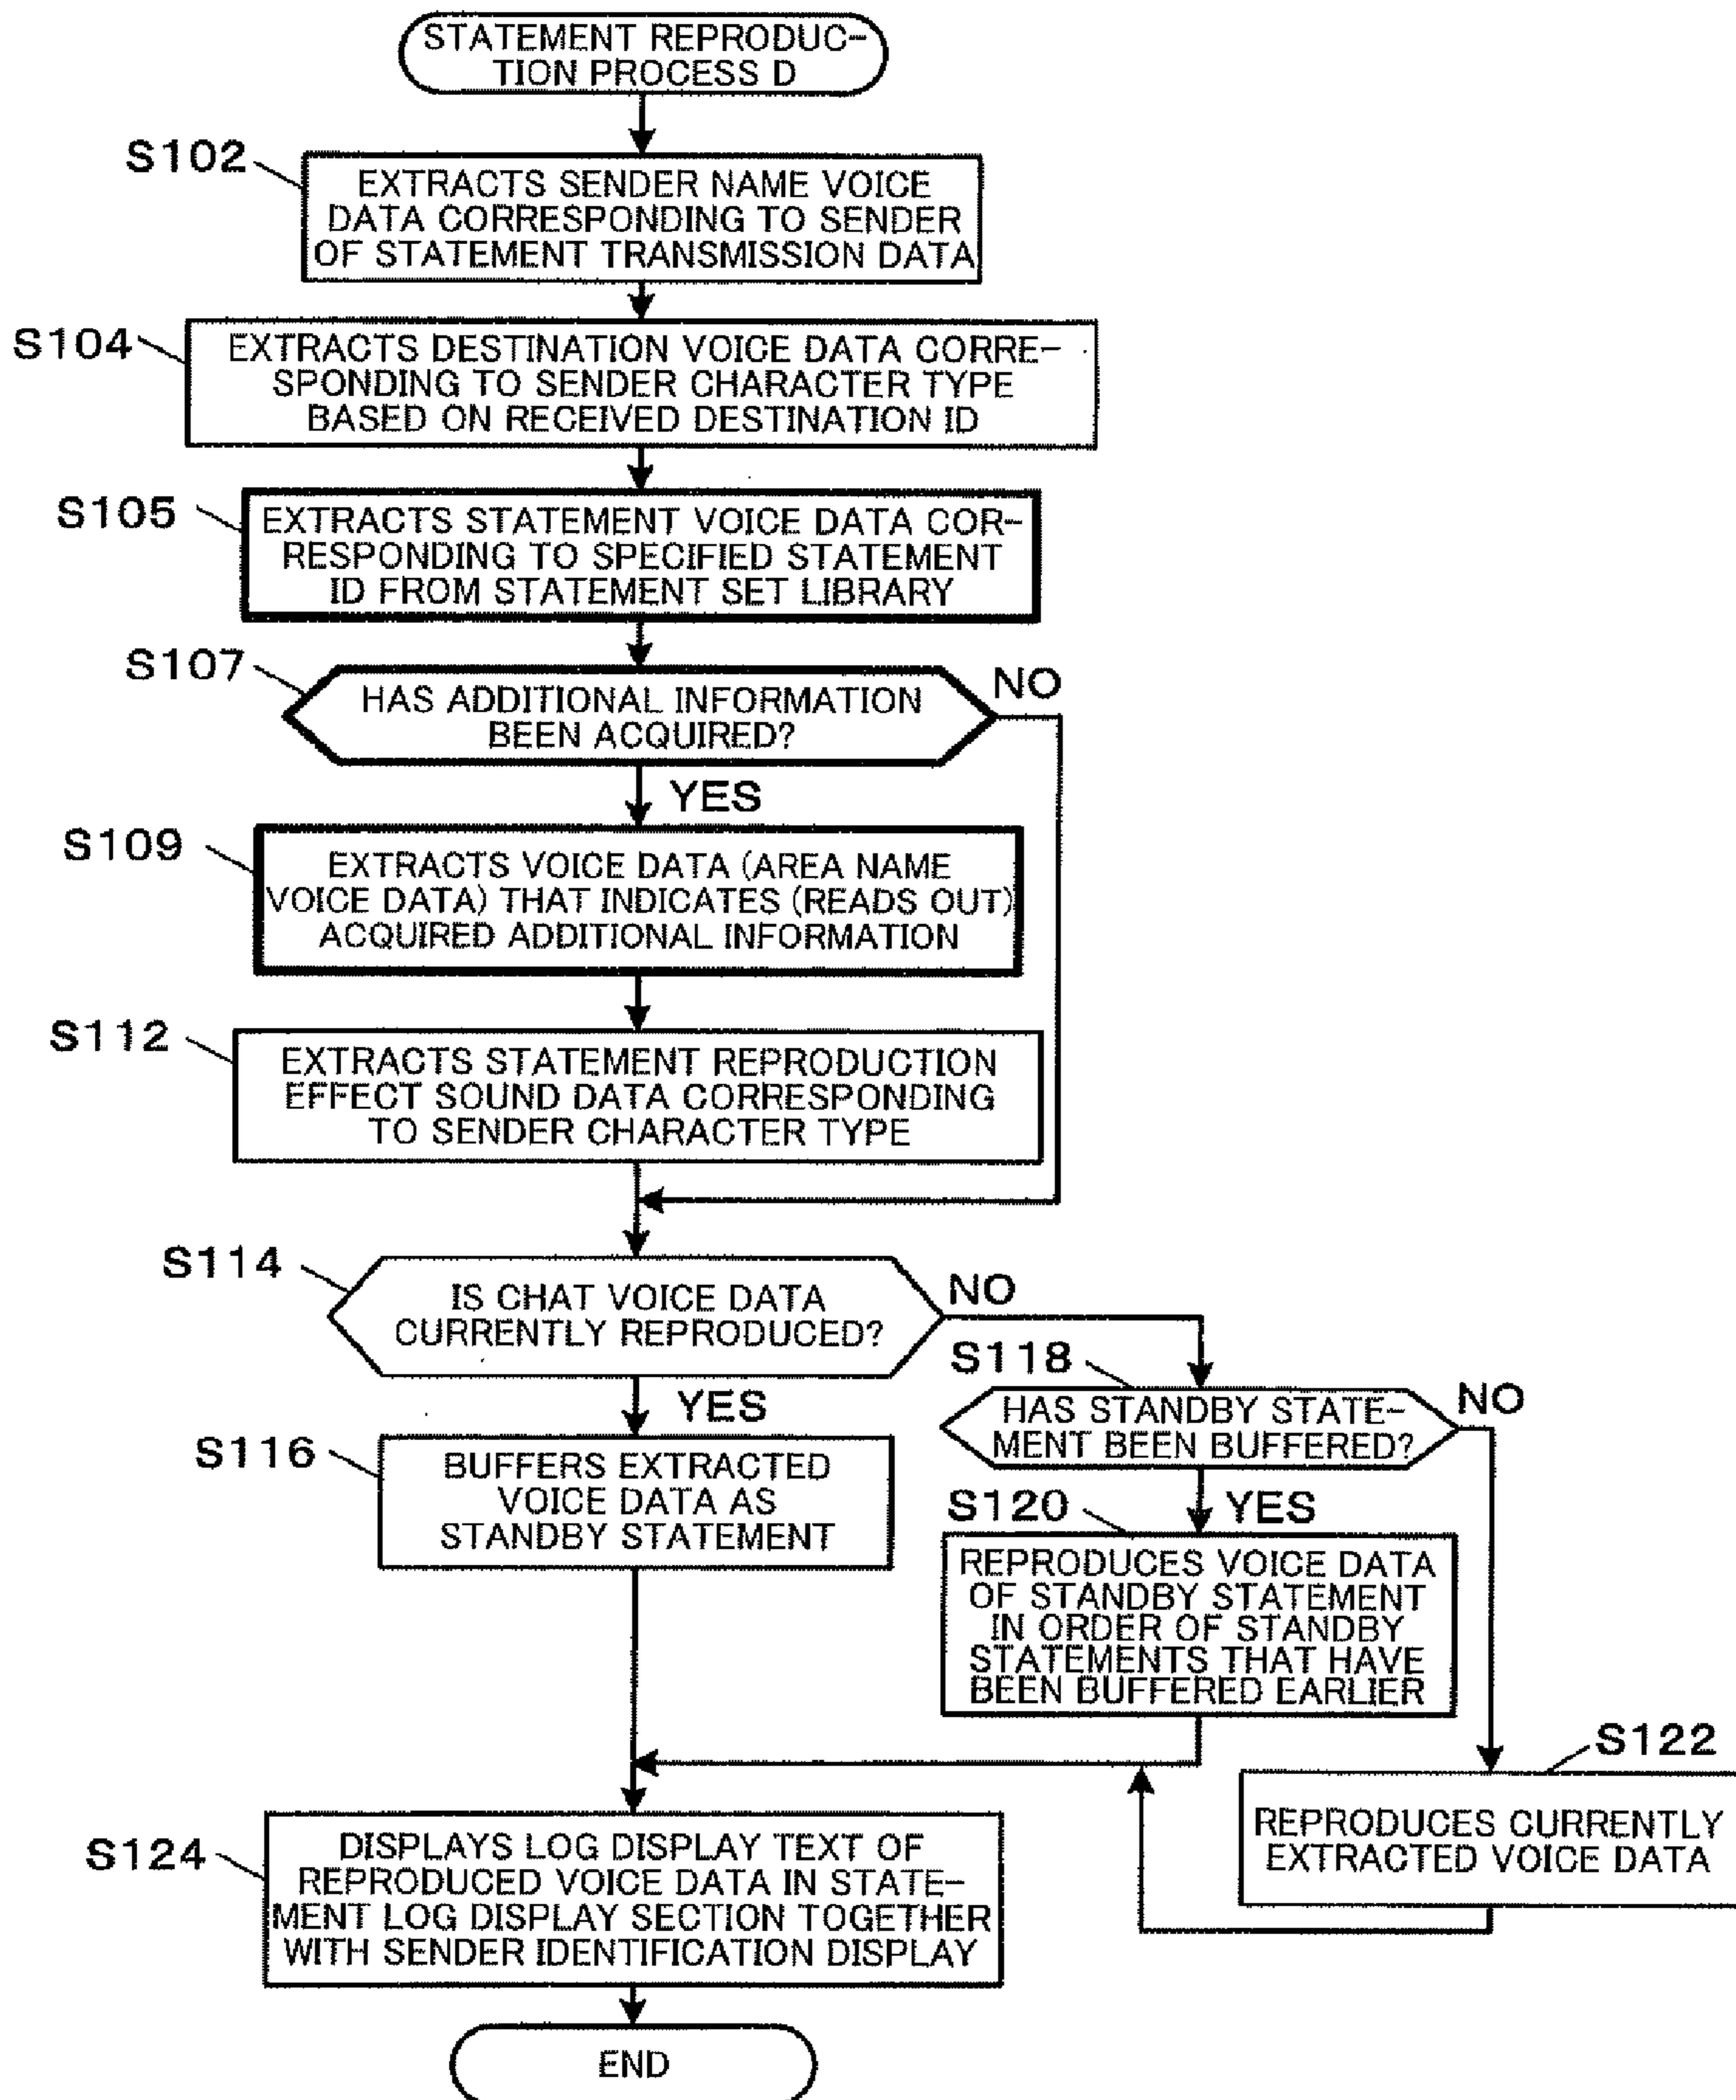 STATEMENT REPRODUC-
TION PROCESS D
S102
EXTRACTS SENDER NAME VOICE
DATA CORRESPONDING TO SENDER
OF STATEMENT TRANSMISSION DATA
S104
EXTRACTS DESTINATION VOICE DATA CORRE-
SPONDING TO SENDER CHARACTER TYPE
BASED ON RECEIVED DESTINATION ID
S105
EXTRACTS STATEMENT VOICE DATA COR-
RESPONDING TO SPECIFIED STATEMENT
ID FROM STATEMENT SET LIBRARY
S107
HAS ADDITIONAL INFORMATION
BEEN ACQUIRED?
NO
YES
S109
EXTRACTS VOICE DATA (AREA NAME
VOICE DATA) THAT INDICATES (READS OUT)
ACQUIRED ADDITIONAL INFORMATION
S112
EXTRACTS STATEMENT REPRODUCTION
EFFECT SOUND DATA CORRESPONDING
TO SENDER CHARACTER TYPE
S114
IS CHAT VOICE DATA
CURRENTLY REPRODUCED?
NO
YES
S116
BUFFERS EXTRACTED
VOICE DATA AS
STANDBY STATEMENT
S118
HAS STANDBY STATE-
MENT BEEN BUFFERED?
NO
YES
S120
REPRODUCES VOICE DATA
OF STANDBY STATEMENT
IN ORDER OF STANDBY
STATEMENTS THAT HAVE
BEEN BUFFERED EARLIER
S122
REPRODUCES CURRENTLY
EXTRACTED VOICE DATA
S124
DISPLAYS LOG DISPLAY TEXT OF
REPRODUCED VOICE DATA IN STATE-
MENT LOG DISPLAY SECTION TOGETHER
WITH SENDER IDENTIFICATION DISPLAY
END